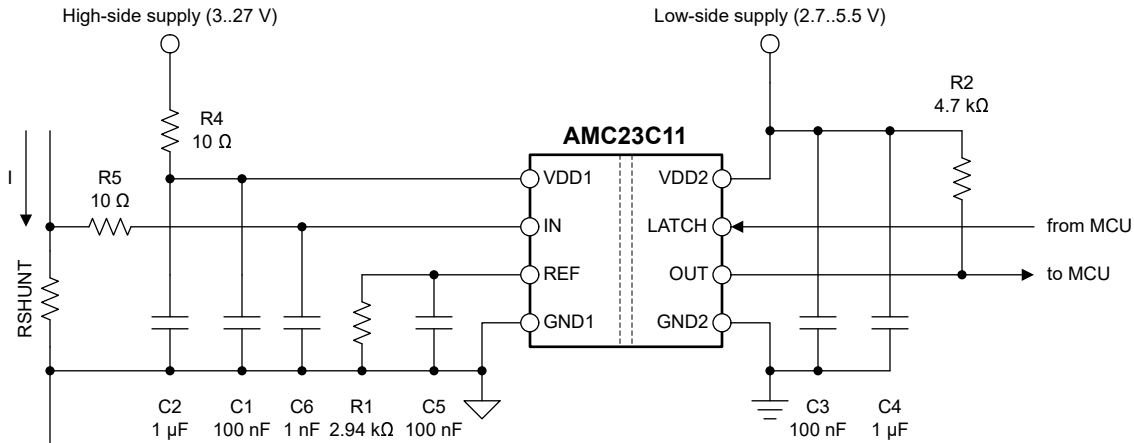 High-side supply (3..27 V)
Low-side supply (2.7..5.5 V)
R2
4.7 kΩ
R4
10 Ω
AMC23C11
I
R5
10 Ω
VDD1
VDD2
IN
LATCH
from MCU
REF
OUT
to MCU
RSHUNT
GND1
GND2
C2
1 µF
C1
100 nF
C6
1 nF
R1
2.94 kΩ
C5
100 nF
C3
100 nF
C4
1 µF